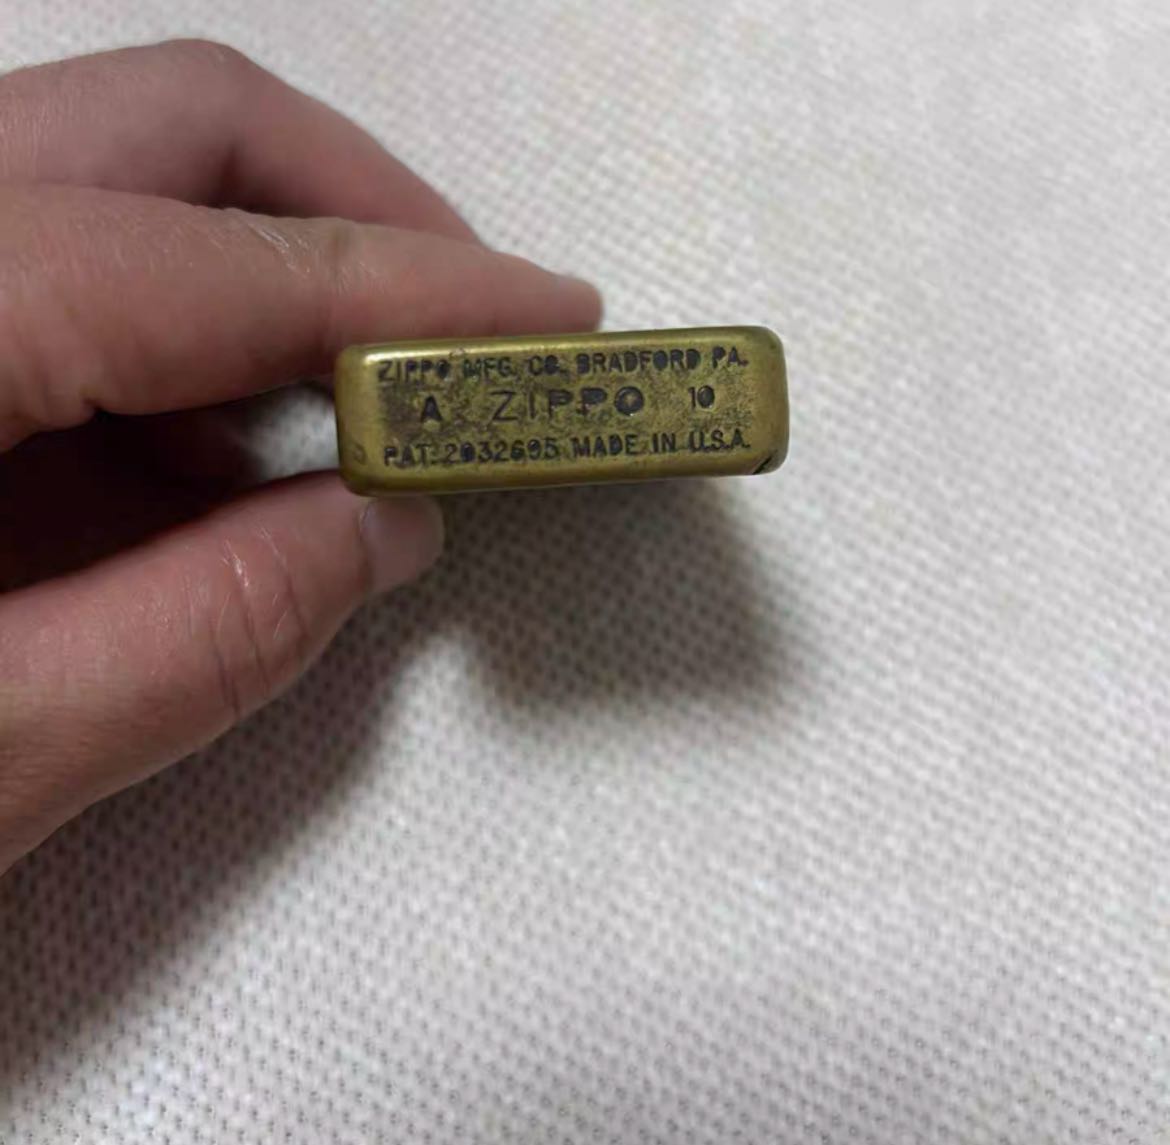 ZIPPO MFG. CO. BRADFORD PA.
A ZIPPO 10
PAT. 2032695 MADE IN U.S.A.